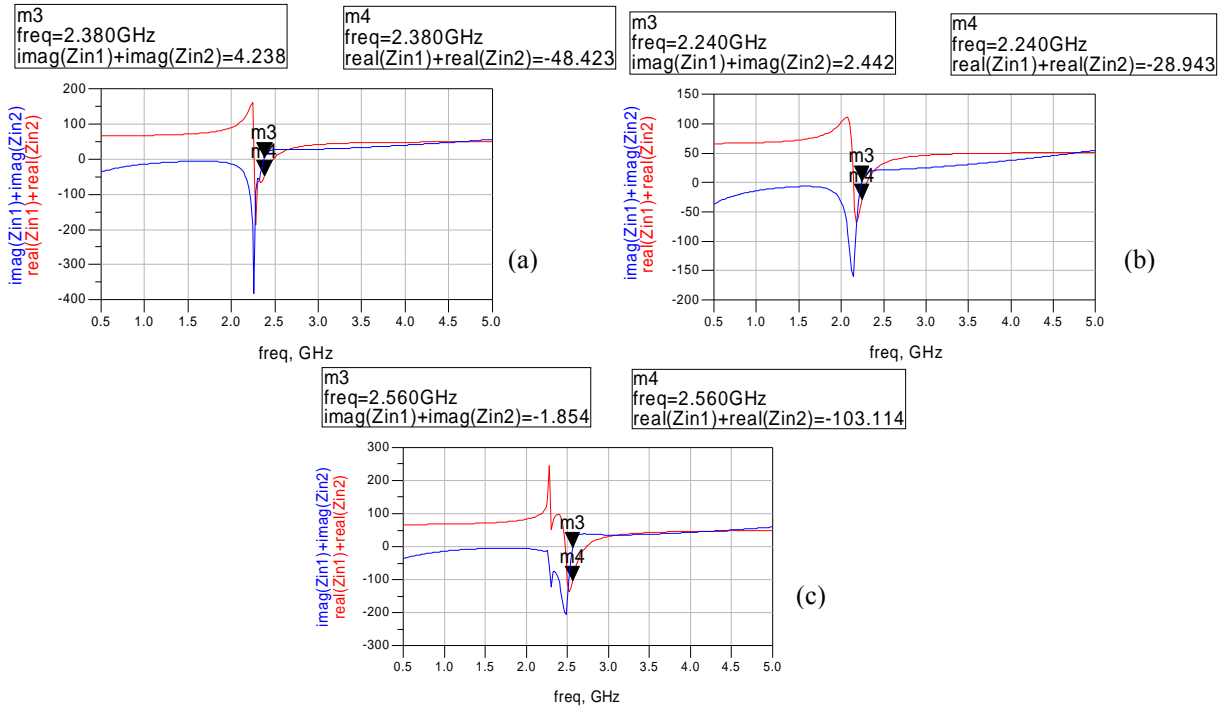 m3
freq=2.380GHz
imag(Zin1)+imag(Zin2)=4.238
m4
freq=2.380GHz
real(Zin1)+real(Zin2)=-48.423
imag(Zin1)+imag(Zin2)
real(Zin1)+real(Zin2)
200
100
0
-100
-200
-300
-400
m3
m4
0.5 1.0 1.5 2.0 2.5 3.0 3.5 4.0 4.5 5.0
freq, GHz
(a)
m3
freq=2.240GHz
imag(Zin1)+imag(Zin2)=2.442
m4
freq=2.240GHz
real(Zin1)+real(Zin2)=-28.943
imag(Zin1)+imag(Zin2)
real(Zin1)+real(Zin2)
150
100
50
0
-50
-100
-150
-200
m3
m4
0.5 1.0 1.5 2.0 2.5 3.0 3.5 4.0 4.5 5.0
freq, GHz
(b)
m3
freq=2.560GHz
imag(Zin1)+imag(Zin2)=-1.854
m4
freq=2.560GHz
real(Zin1)+real(Zin2)=-103.114
imag(Zin1)+imag(Zin2)
real(Zin1)+real(Zin2)
300
200
100
0
-100
-200
-300
m3
m4
0.5 1.0 1.5 2.0 2.5 3.0 3.5 4.0 4.5 5.0
freq, GHz
(c)